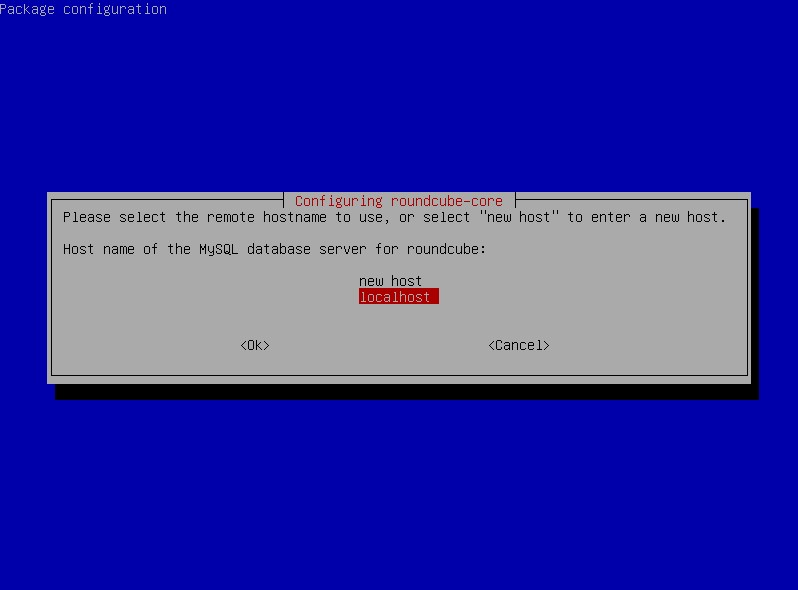 Package configuration
Configuring roundcube-core
Please select the remote hostname to use, or select "new host" to enter a new host.
Host name of the MySQL database server for roundcube:
new host
localhost
<Ok> <Cancel>